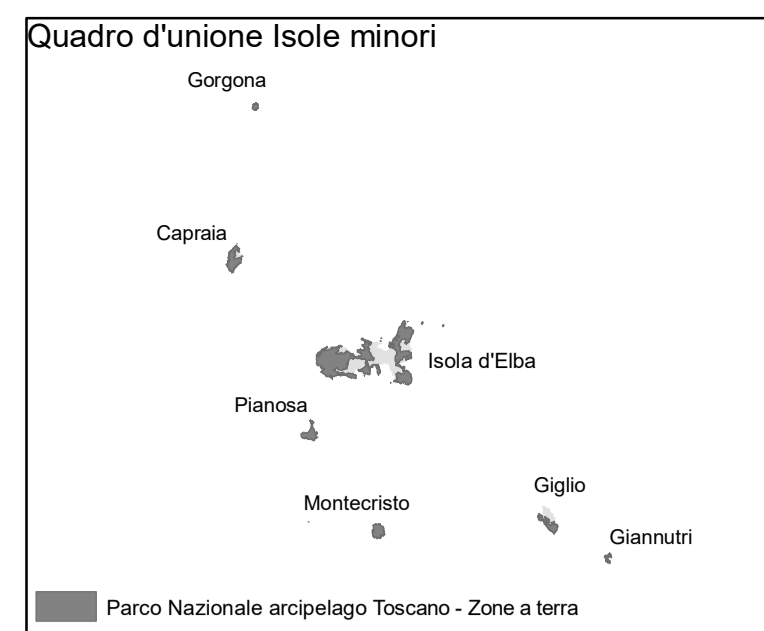 Quadro d'unione Isole minori
Gorgona
Capraia
Isola d'Elba
Pianosa
Giglio
Montecristo
Giannutri
Parco Nazionale arcipelago Toscano - Zone a terra